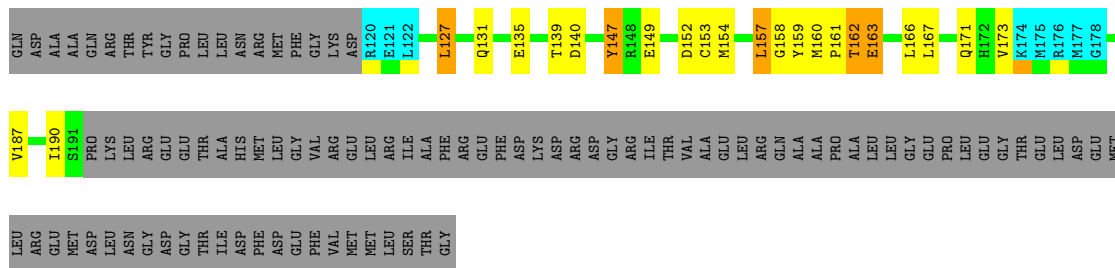 GLN ASP ALA ALA GLN ARG THR TYR GLY PRO LEU LEU ASN ARG MET PHE GLY LYS ASP R120 E121 L122 L127 Q131 E135 T139 D140 Y147 R148 E149 D152 C153 M154 L157 G158 Y159 M160 P161 T162 E163 L166 L167 Q171 H172 V173 K174 M175 R176 M177 G178
V187 I190 S191 PRO LYS LEU ARG GLU GLU THR ALA HIS MET LEU GLY VAL ARG GLU LEU ARG ILE ALA PHE ARG GLU PHE ASP LYS ASP ARG ASP GLY ARG ILE THR VAL ALA GLU LEU ARG GLN ALA ALA PRO ALA LEU LEU GLY GLU PRO LEU GLU GLY THR GLU LEU ASP GLU MET
LEU ARG GLU MET ASP LEU ASN GLY ASP GLY THR ILE ASP PHE ASP GLU PHE VAL MET MET LEU SER THR GLY